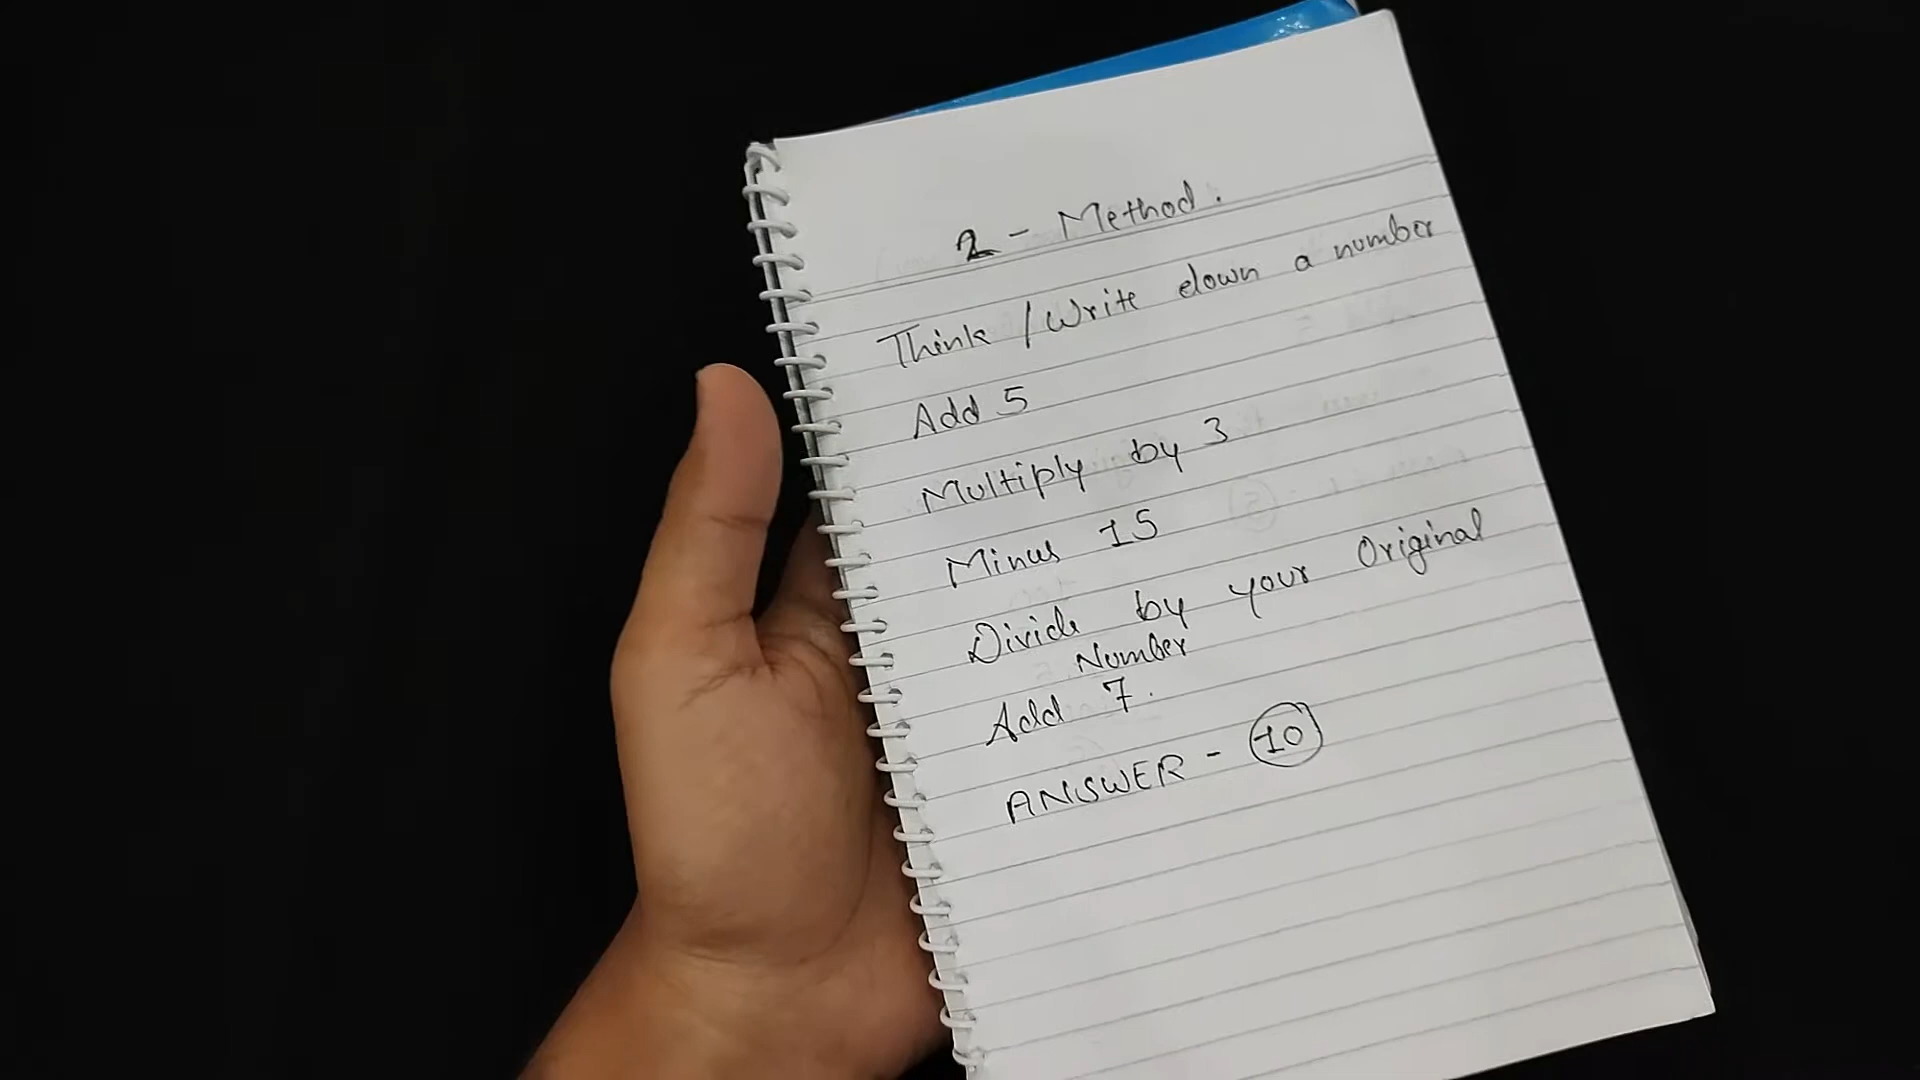 2 - Method:
Think / Write down a number
Add 5
Multiply by 3
Minus 15
Divide by your Original
Number
Add 7.
ANSWER - 10